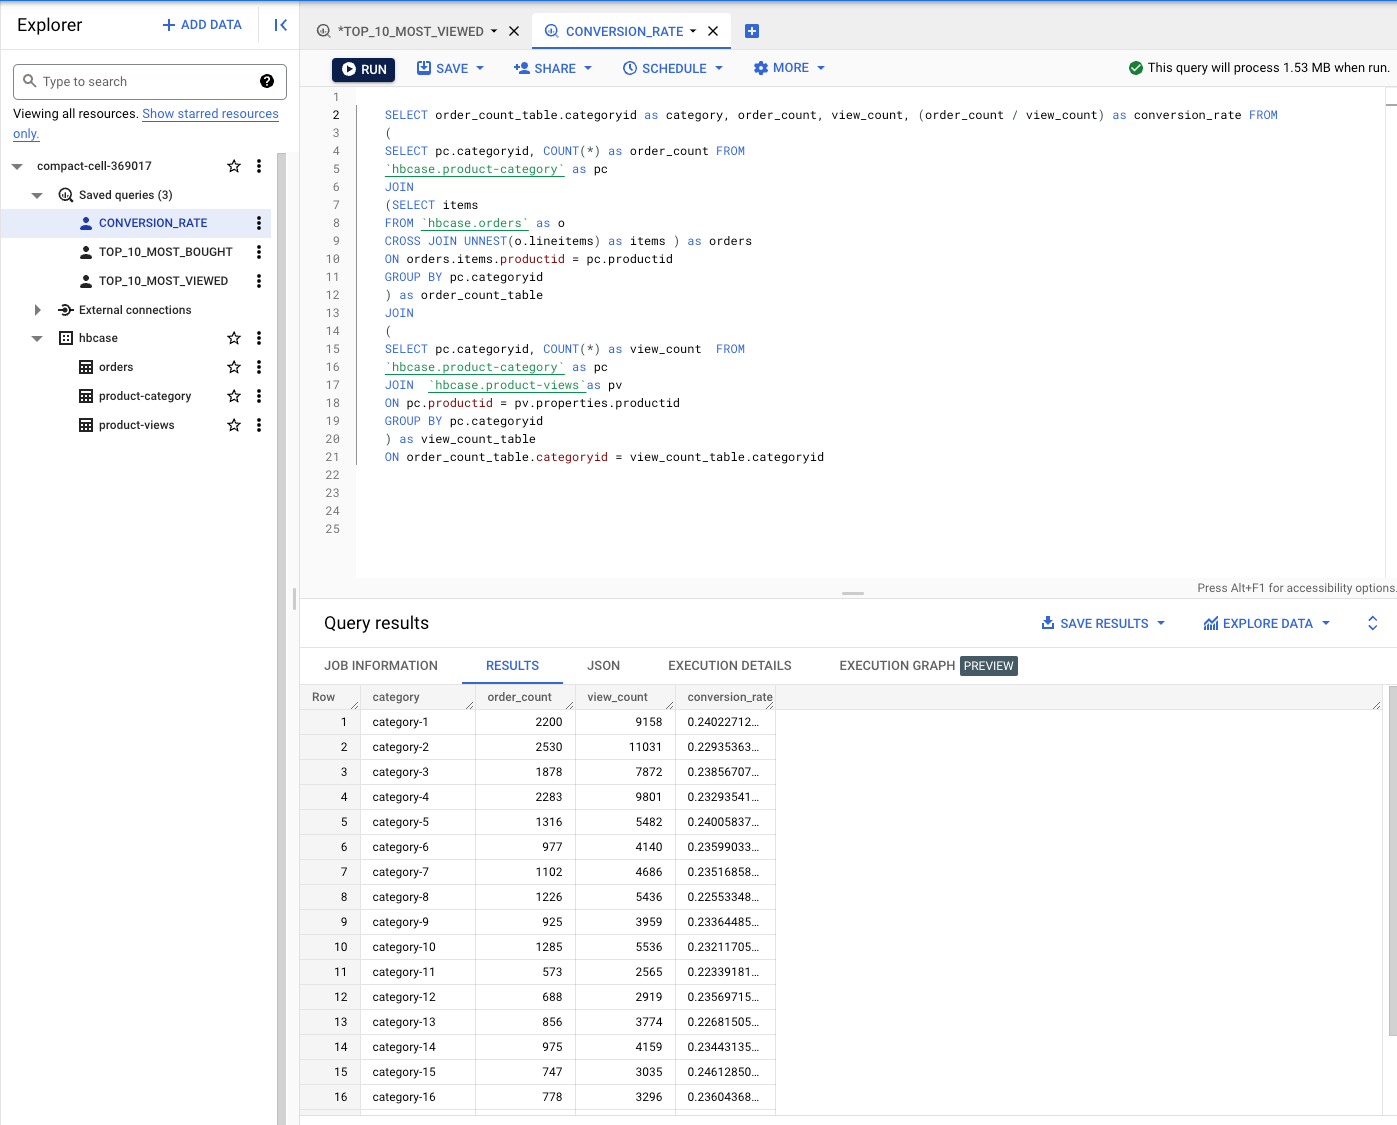 Explorer
+ ADD DATA
Type to search
Viewing all resources. Show starred resources
only.
compact-cell-369017
Saved queries (3)
CONVERSION_RATE
TOP_10_MOST_BOUGHT
TOP_10_MOST_VIEWED
External connections
hbcase
orders
product-category
product-views
*TOP_10_MOST_VIEWED
CONVERSION_RATE
RUN
SAVE
SHARE
SCHEDULE
MORE
This query will process 1.53 MB when run.
1
2 SELECT order_count_table.categoryid as category, order_count, view_count, (order_count / view_count) as conversion_rate FROM
3 (
4 SELECT pc.categoryid, COUNT(*) as order_count FROM
5 `hbcase.product-category` as pc
6 JOIN
7 (SELECT items
8 FROM `hbcase.orders` as o
9 CROSS JOIN UNNEST(o.lineitems) as items ) as orders
10 ON orders.items.productid = pc.productid
11 GROUP BY pc.categoryid
12 ) as order_count_table
13 JOIN
14 (
15 SELECT pc.categoryid, COUNT(*) as view_count  FROM
16 `hbcase.product-category` as pc
17 JOIN  `hbcase.product-views`as pv
18 ON pc.productid = pv.properties.productid
19 GROUP BY pc.categoryid
20 ) as view_count_table
21 ON order_count_table.categoryid = view_count_table.categoryid
22
23
24
25
Press Alt+F1 for accessibility options.
Query results
SAVE RESULTS
EXPLORE DATA
JOB INFORMATION
RESULTS
JSON
EXECUTION DETAILS
EXECUTION GRAPH PREVIEW
Row category order_count view_count conversion_rate
1 category-1 2200 9158 0.24022712...
2 category-2 2530 11031 0.22935363...
3 category-3 1878 7872 0.23856707...
4 category-4 2283 9801 0.23293541...
5 category-5 1316 5482 0.24005837...
6 category-6 977 4140 0.23599033...
7 category-7 1102 4686 0.23516858...
8 category-8 1226 5436 0.22553348...
9 category-9 925 3959 0.23364485...
10 category-10 1285 5536 0.23211705...
11 category-11 573 2565 0.22339181...
12 category-12 688 2919 0.23569715...
13 category-13 856 3774 0.22681505...
14 category-14 975 4159 0.23443135...
15 category-15 747 3035 0.24612850...
16 category-16 778 3296 0.23604368...